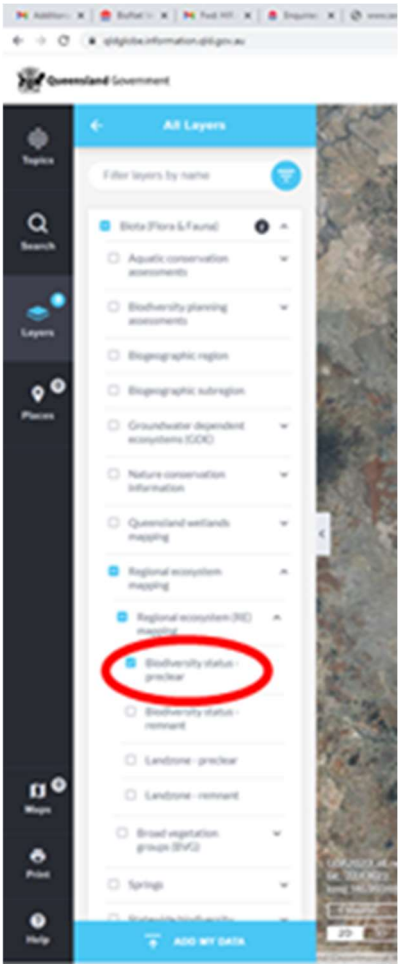 qldglobe.information.qld.gov.au
Queensland Government
All Layers
Topics
Filter layers by name
Search
Biota (Flora & Fauna)
Aquatic conservation
assessments
Biodiversity planning
assessments
Layers
Biogeographic region
Biogeographic subregion
Places
Groundwater dependent
ecosystems (GDE)
Nature conservation
information
Queensland wetlands
mapping
Regional ecosystem
mapping
Regional ecosystem (RE)
mapping
Biodiversity status -
preclear
Biodiversity status -
remnant
Landzone - preclear
Landzone - remnant
Maps
Broad vegetation
groups (BVG)
Print
Springs
Statewide biodiversity
Help
ADD MY DATA
2D